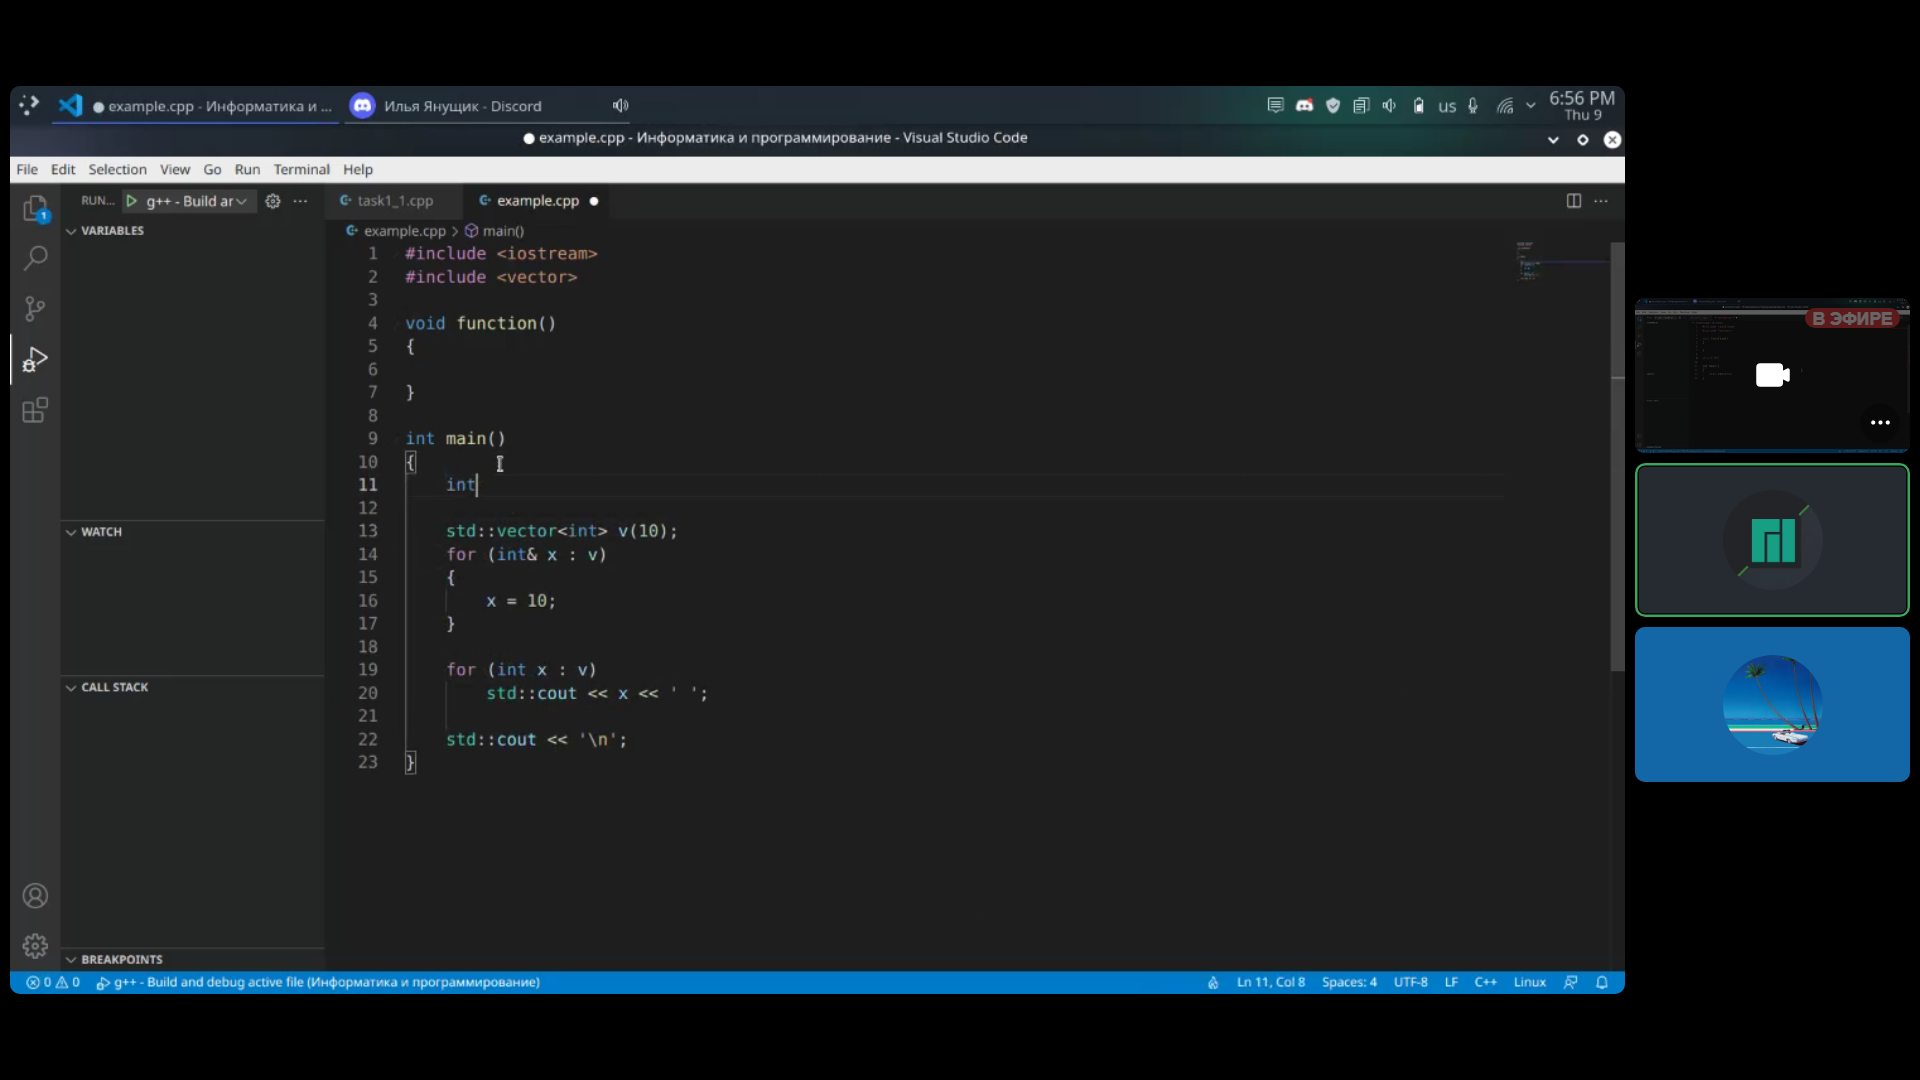 example.cpp - Информатика и ...
Илья Янущик - Discord
us
6:56 PM
Thu 9
example.cpp - Информатика и программирование - Visual Studio Code
File Edit Selection View Go Run Terminal Help
RUN... g++ - Build ar
task1_1.cpp
example.cpp
VARIABLES
example.cpp > main()
1 #include <iostream>
2 #include <vector>
3
4 void function()
5 {
6
7 }
8
9 int main()
10 {
11 int
12
13 std::vector<int> v(10);
14 for (int& x : v)
15 {
16 x = 10;
17 }
18
19 for (int x : v)
20 std::cout << x << ' ';
21
22 std::cout << '\n';
23 }
WATCH
CALL STACK
BREAKPOINTS
1
0 0 g++ - Build and debug active file (Информатика и программирование)
Ln 11, Col 8 Spaces: 4 UTF-8 LF C++ Linux
В ЭФИРЕ